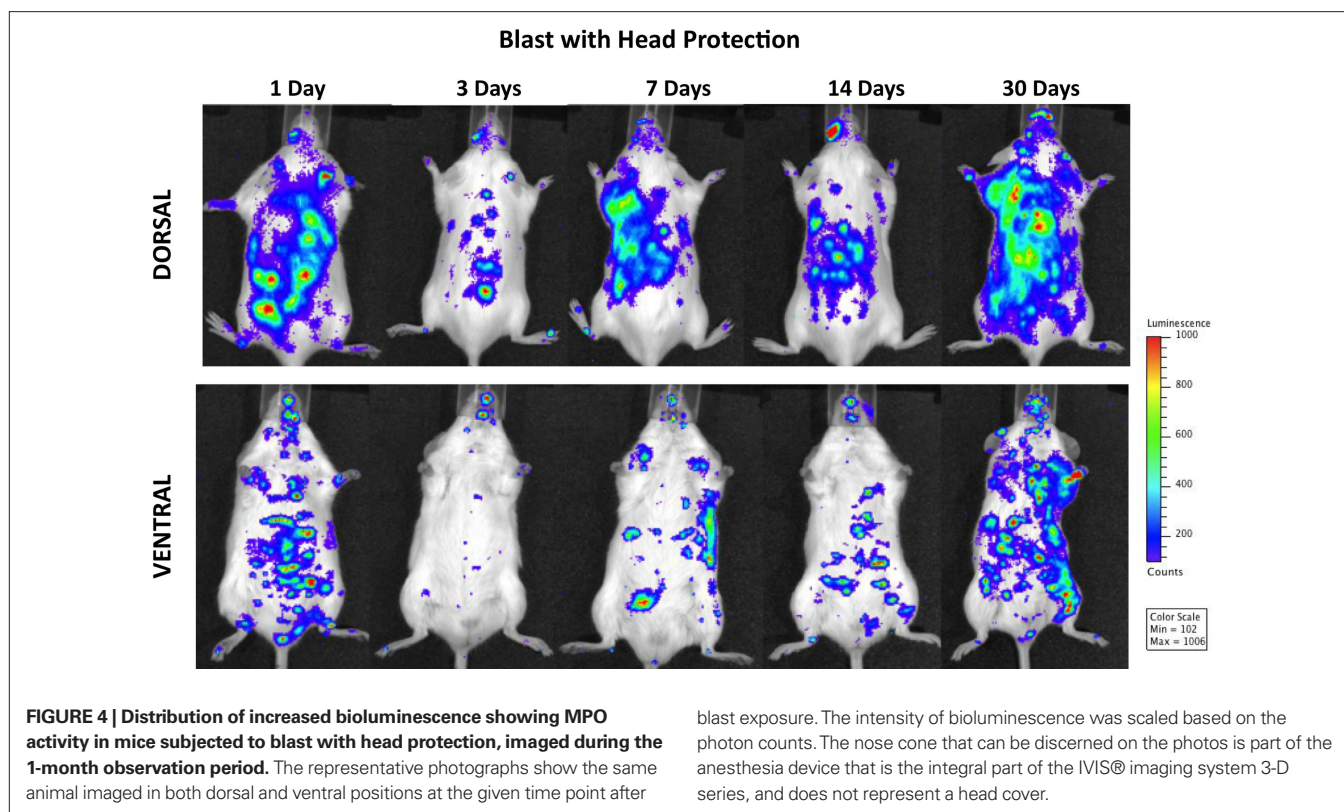 Blast with Head Protection
1 Day 3 Days 7 Days 14 Days 30 Days
DORSAL
VENTRAL
Luminescence
1000
800
600
400
200
Counts
Color Scale
Min = 102
Max = 1006
FIGURE 4 | Distribution of increased bioluminescence showing MPO
activity in mice subjected to blast with head protection, imaged during the
1-month observation period. The representative photographs show the same
animal imaged in both dorsal and ventral positions at the given time point after
blast exposure. The intensity of bioluminescence was scaled based on the
photon counts. The nose cone that can be discerned on the photos is part of the
anesthesia device that is the integral part of the IVIS® imaging system 3-D
series, and does not represent a head cover.